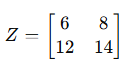 Z = [ 6 8
12 14 ]